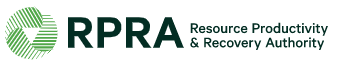 RPRA
Resource Productivity
& Recovery Authority